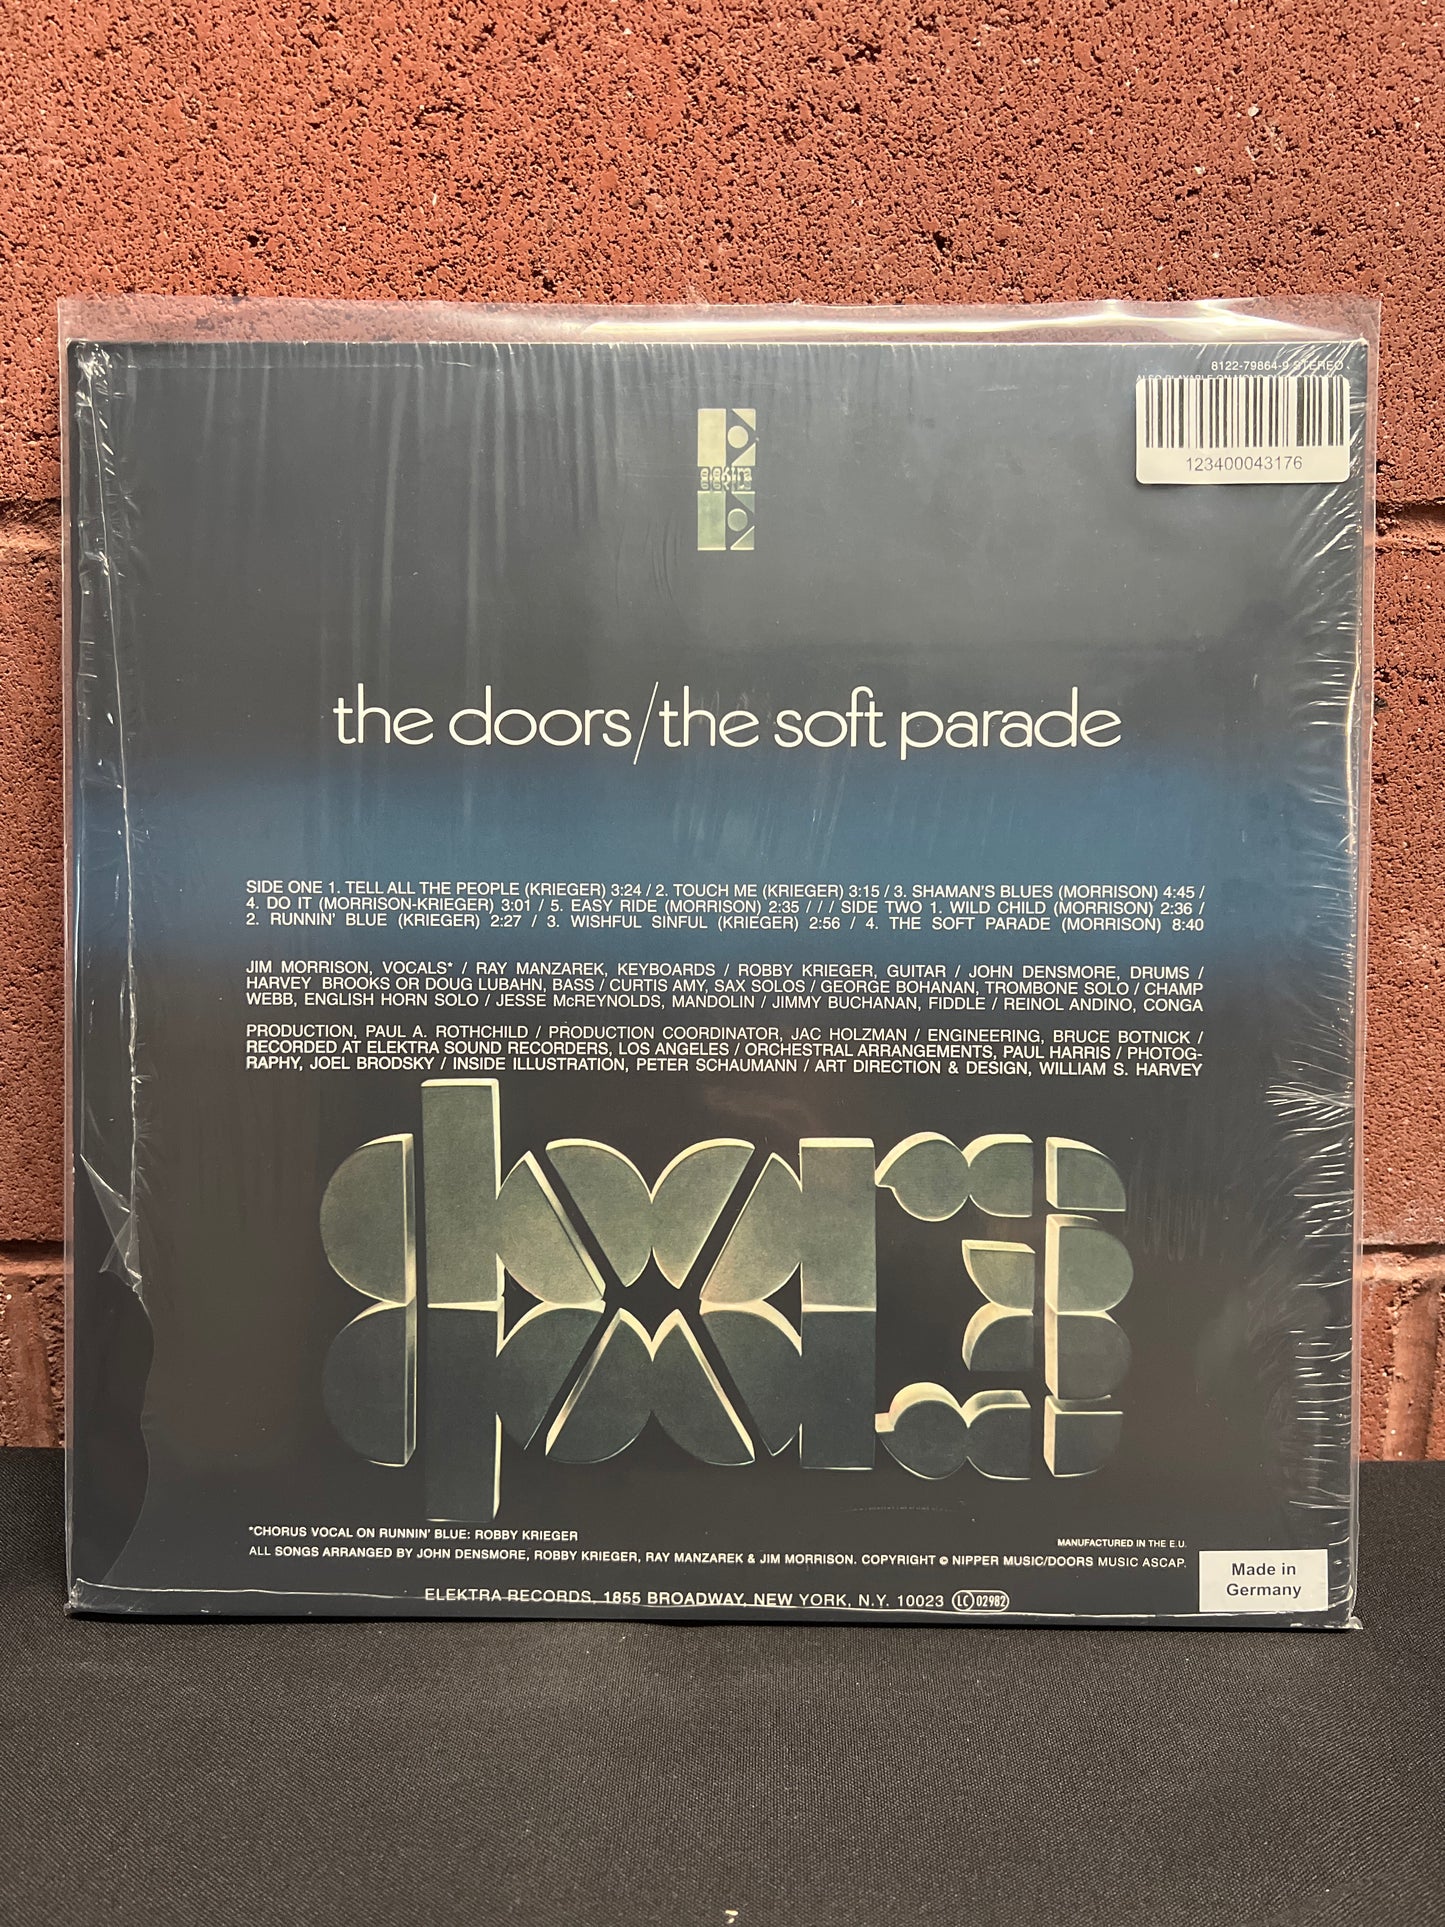 8122-79864-9 STEREO
123400043176
elektra
the doors/the soft parade
SIDE ONE 1. TELL ALL THE PEOPLE (KRIEGER) 3:24 / 2. TOUCH ME (KRIEGER) 3:15 / 3. SHAMAN'S BLUES (MORRISON) 4:45 /
4. DO IT (MORRISON-KRIEGER) 3:01 / 5. EASY RIDE (MORRISON) 2:35 / / / SIDE TWO 1. WILD CHILD (MORRISON) 2:36 /
2. RUNNIN' BLUE (KRIEGER) 2:27 / 3. WISHFUL SINFUL (KRIEGER) 2:56 / 4. THE SOFT PARADE (MORRISON) 8:40
JIM MORRISON, VOCALS* / RAY MANZAREK, KEYBOARDS / ROBBY KRIEGER, GUITAR / JOHN DENSMORE, DRUMS /
HARVEY BROOKS OR DOUG LUBAHN, BASS / CURTIS AMY, SAX SOLOS / GEORGE BOHANAN, TROMBONE SOLO / CHAMP
WEBB, ENGLISH HORN SOLO / JESSE McREYNOLDS, MANDOLIN / JIMMY BUCHANAN, FIDDLE / REINOL ANDINO, CONGA
PRODUCTION, PAUL A. ROTHCHILD / PRODUCTION COORDINATOR, JAC HOLZMAN / ENGINEERING, BRUCE BOTNICK /
RECORDED AT ELEKTRA SOUND RECORDERS, LOS ANGELES / ORCHESTRAL ARRANGEMENTS, PAUL HARRIS / PHOTOG-
RAPHY, JOEL BRODSKY / INSIDE ILLUSTRATION, PETER SCHAUMANN / ART DIRECTION & DESIGN, WILLIAM S. HARVEY
*CHORUS VOCAL ON RUNNIN' BLUE: ROBBY KRIEGER
MANUFACTURED IN THE E.U.
ALL SONGS ARRANGED BY JOHN DENSMORE, ROBBY KRIEGER, RAY MANZAREK & JIM MORRISON. COPYRIGHT © NIPPER MUSIC/DOORS MUSIC ASCAP.
Made in
Germany
ELEKTRA RECORDS, 1855 BROADWAY, NEW YORK, N.Y. 10023 LC 02982